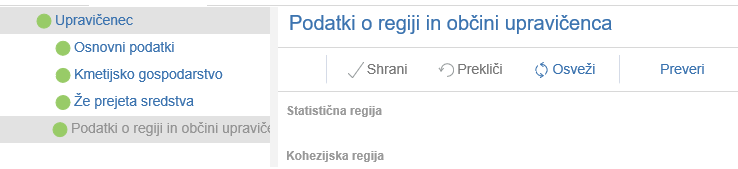 Upravičenec
Osnovni podatki
Kmetijsko gospodarstvo
Že prejeta sredstva
Podatki o regiji in občini upraviče
Podatki o regiji in občini upravičenca
Shrani Prekliči Osveži Preveri
Statistična regija
Kohezijska regija